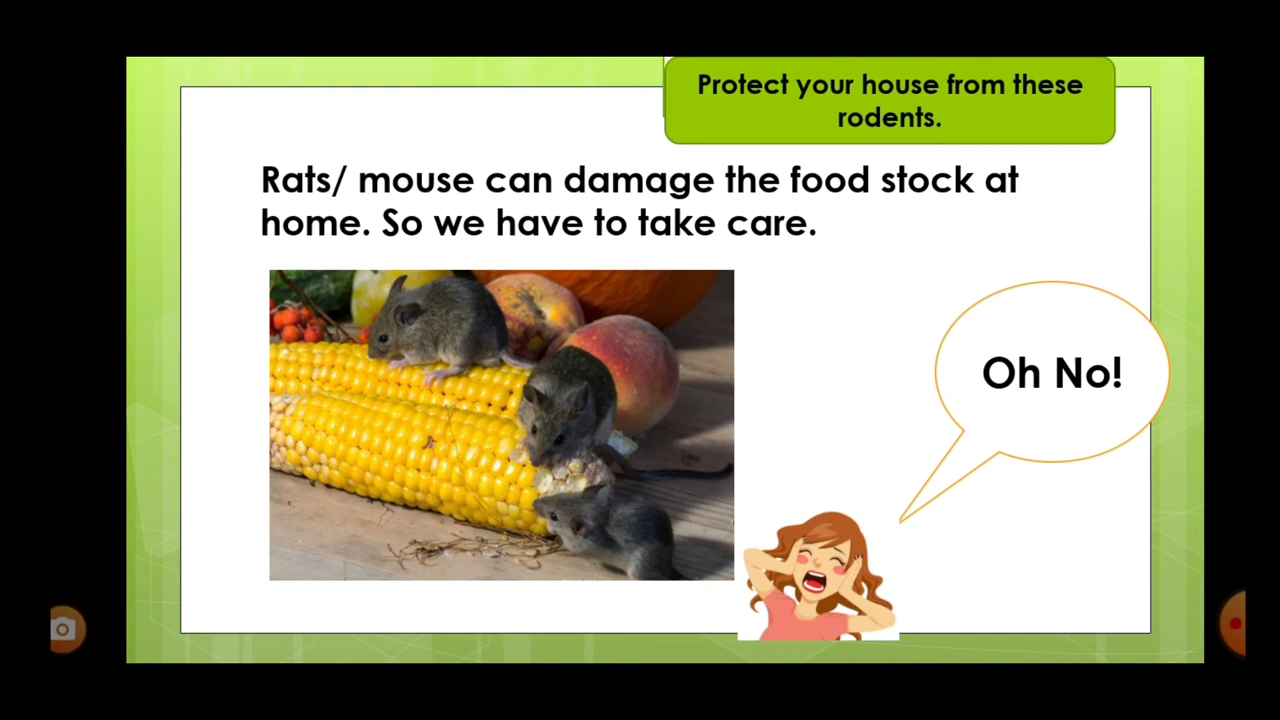 Protect your house from these
rodents.
Rats/ mouse can damage the food stock at
home. So we have to take care.
Oh No!